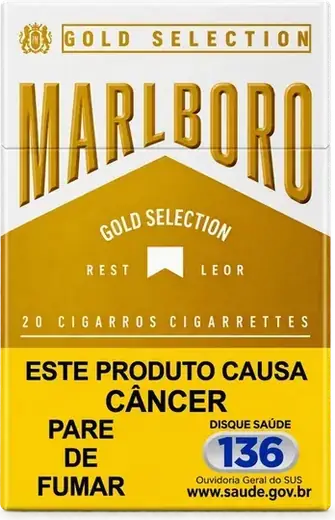 GOLD SELECTION
MARLBORO
GOLD SELECTION
REST LEOR
20 CIGARROS CIGARRETTES
ESTE PRODUTO CAUSA
CÂNCER
PARE
DE
FUMAR
DISQUE SAÚDE
136
Ouvidoria Geral do SUS
www.saude.gov.br